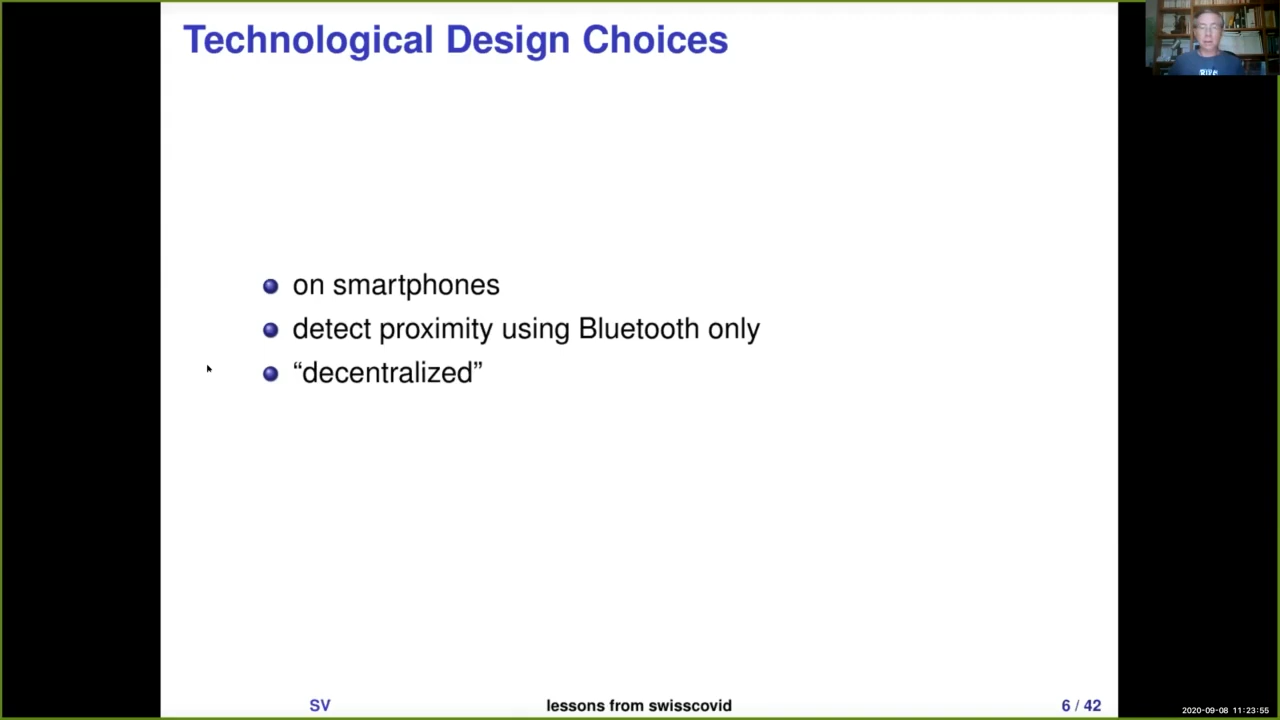 Technological Design Choices
on smartphones
detect proximity using Bluetooth only
“decentralized”
SV
lessons from swisscovid
6 / 42
2020-09-08 11:23:55